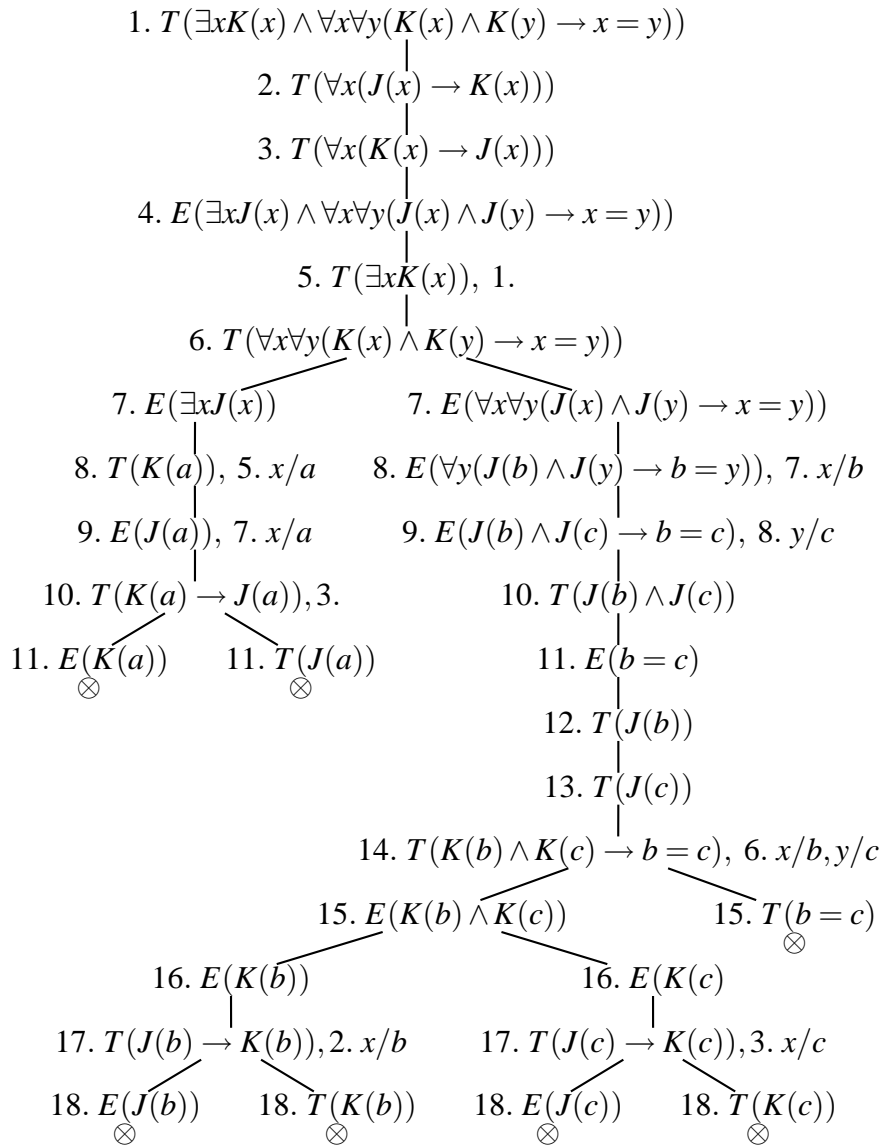 1. T(∃xK(x) ∧ ∀x∀y(K(x) ∧ K(y) → x = y))
2. T(∀x(J(x) → K(x)))
3. T(∀x(K(x) → J(x)))
4. E(∃xJ(x) ∧ ∀x∀y(J(x) ∧ J(y) → x = y))
5. T(∃xK(x)), 1.
6. T(∀x∀y(K(x) ∧ K(y) → x = y))
7. E(∃xJ(x)) 7. E(∀x∀y(J(x) ∧ J(y) → x = y))
8. T(K(a)), 5. x/a 8. E(∀y(J(b) ∧ J(y) → b = y)), 7. x/b
9. E(J(a)), 7. x/a 9. E(J(b) ∧ J(c) → b = c), 8. y/c
10. T(K(a) → J(a)), 3. 10. T(J(b) ∧ J(c))
11. E(K(a)) 11. T(J(a)) 11. E(b = c)
⊗ ⊗
12. T(J(b))
13. T(J(c))
14. T(K(b) ∧ K(c) → b = c), 6. x/b, y/c
15. E(K(b) ∧ K(c)) 15. T(b = c)
⊗
16. E(K(b)) 16. E(K(c)
17. T(J(b) → K(b)), 2. x/b 17. T(J(c) → K(c)), 3. x/c
18. E(J(b)) 18. T(K(b)) 18. E(J(c)) 18. T(K(c))
⊗ ⊗ ⊗ ⊗